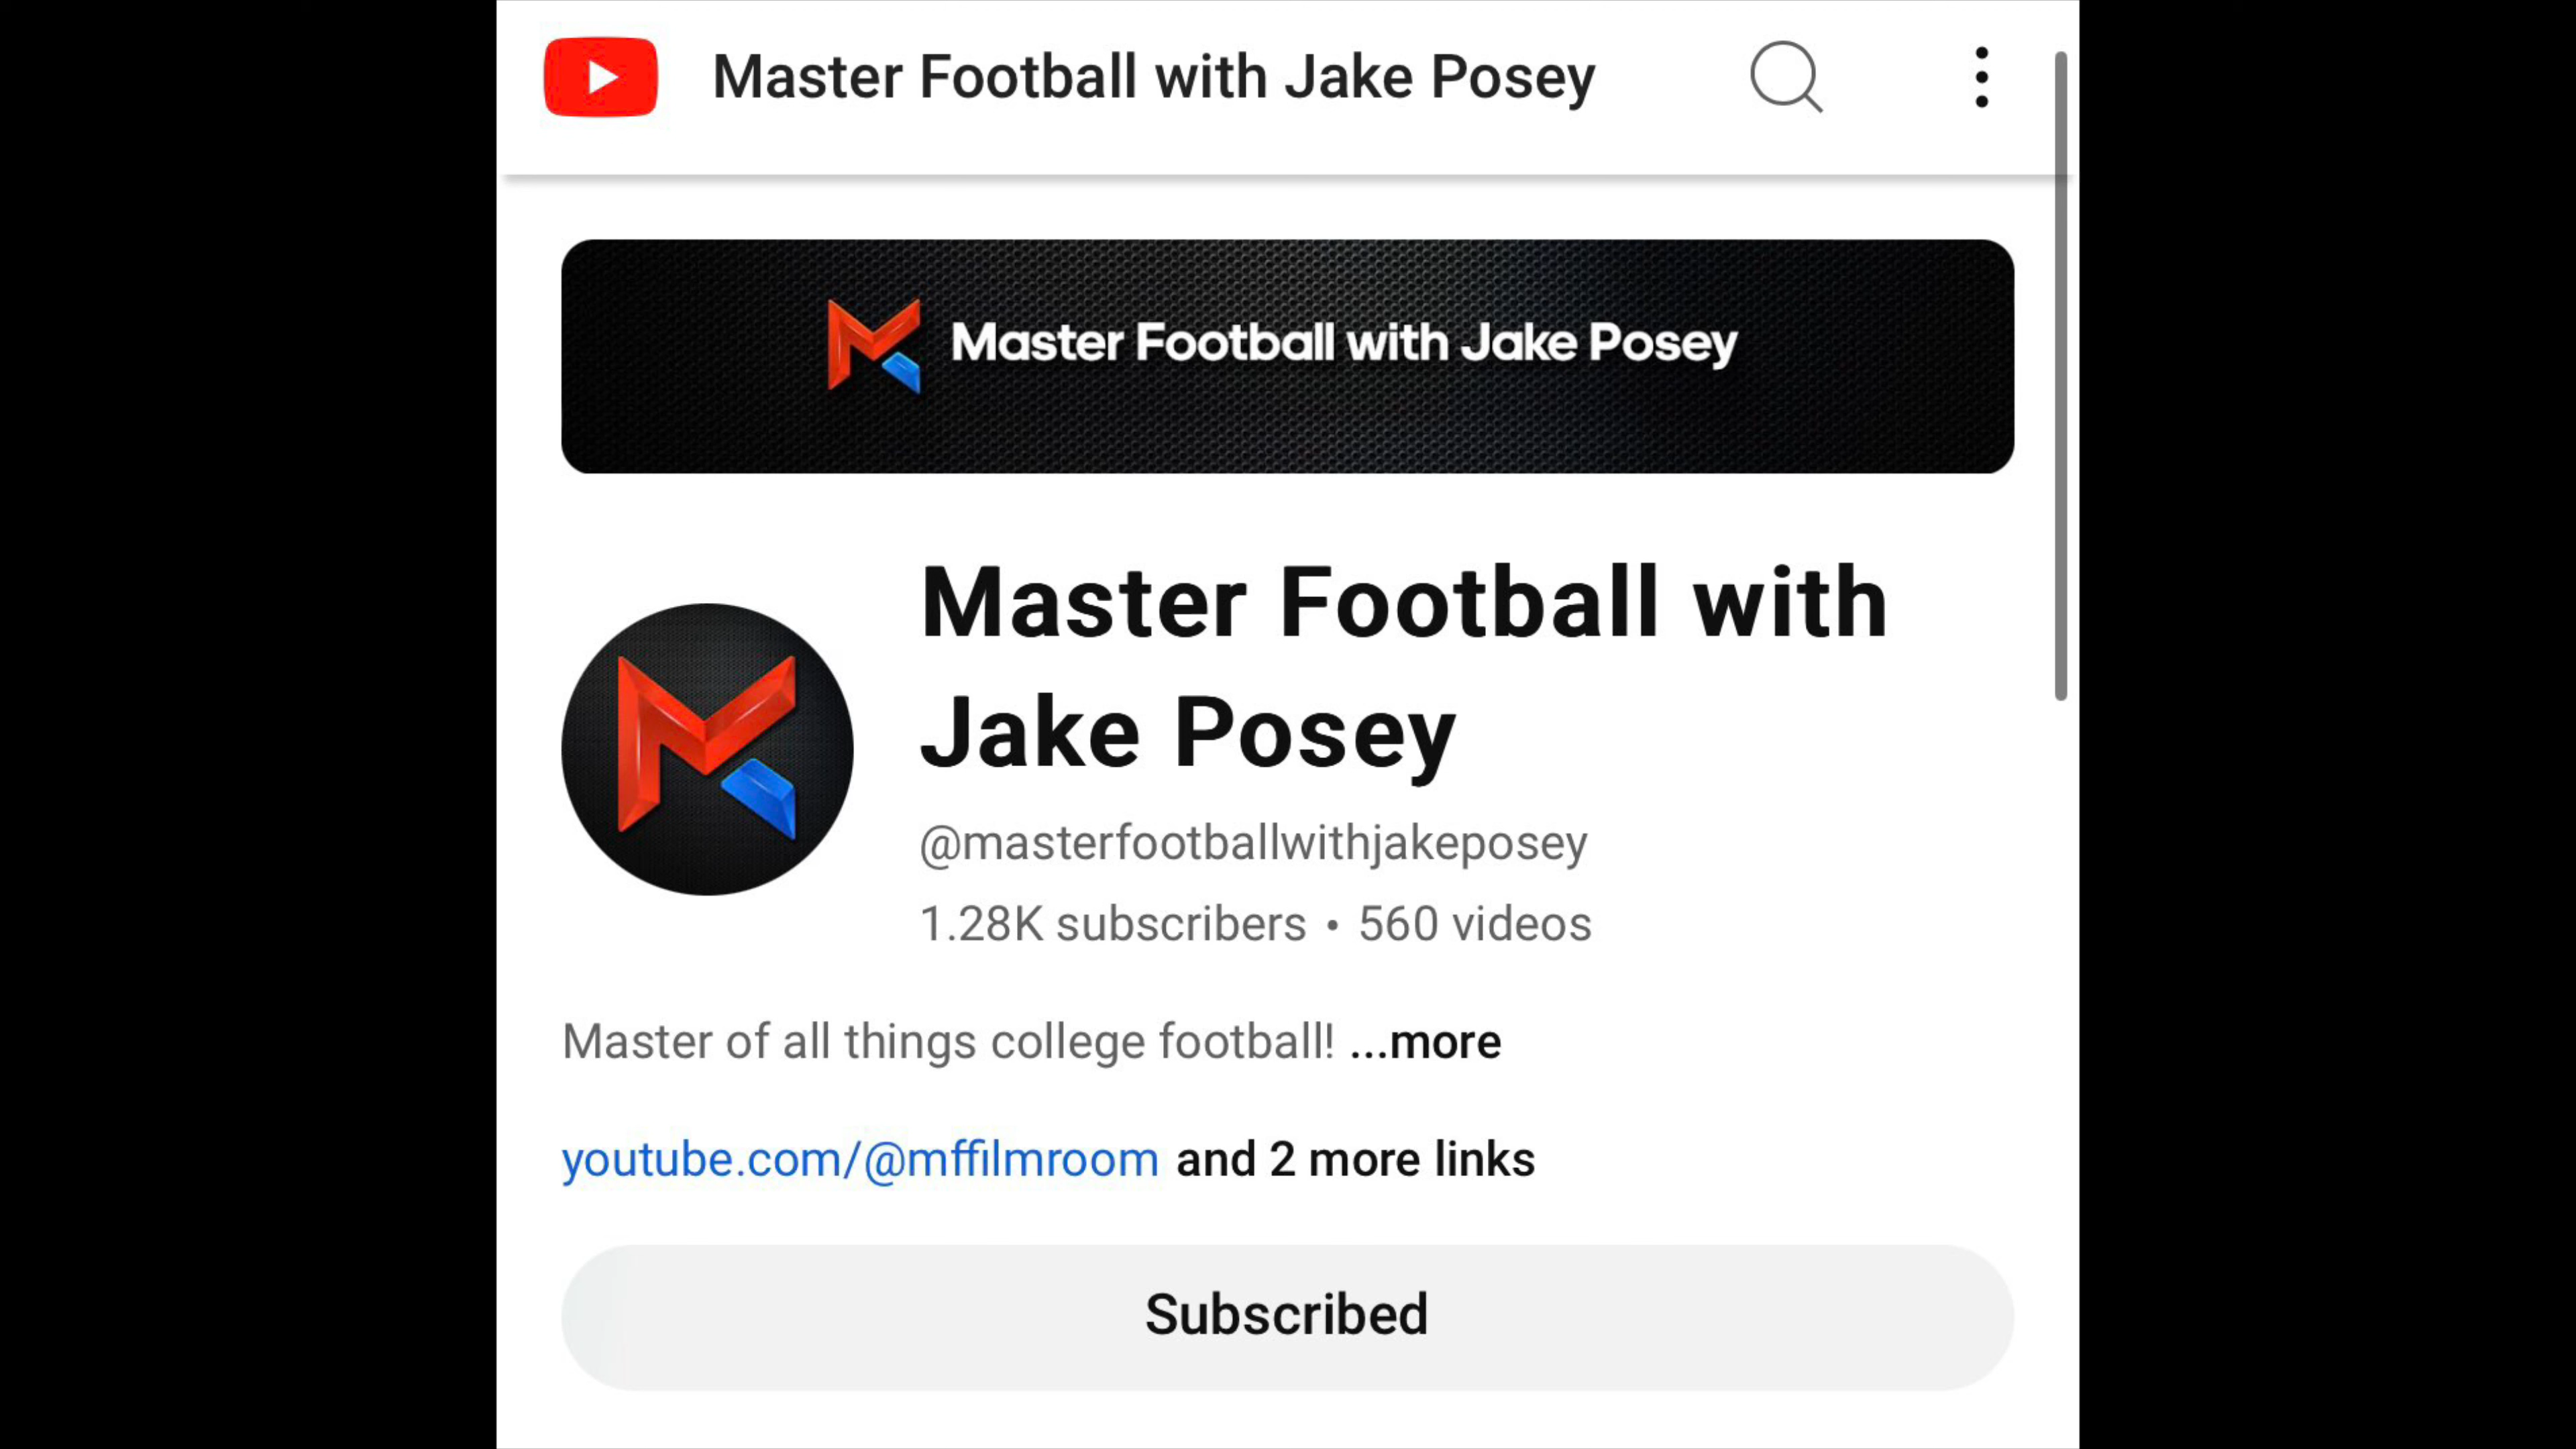 Master Football with Jake Posey
Master Football with Jake Posey
Master Football with
Jake Posey
@masterfootballwithjakeposey
1.28K subscribers • 560 videos
Master of all things college football! ...more
youtube.com/@mffilmroom and 2 more links
Subscribed